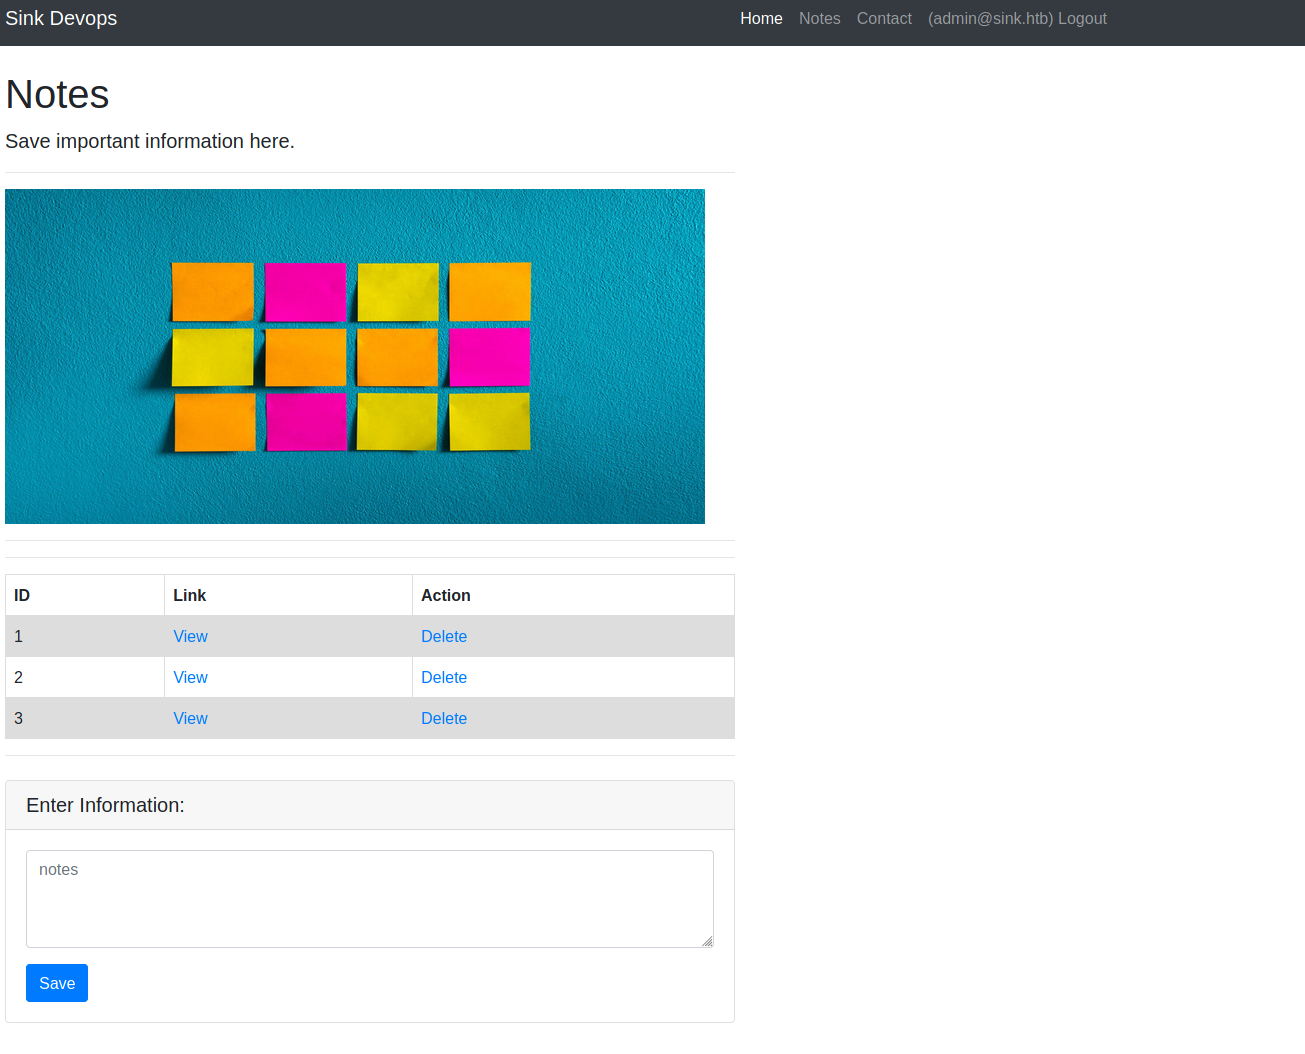 Sink Devops Home Notes Contact (admin@sink.htb) Logout
Notes
Save important information here.
ID Link Action
1 View Delete
2 View Delete
3 View Delete
Enter Information:
notes
Save